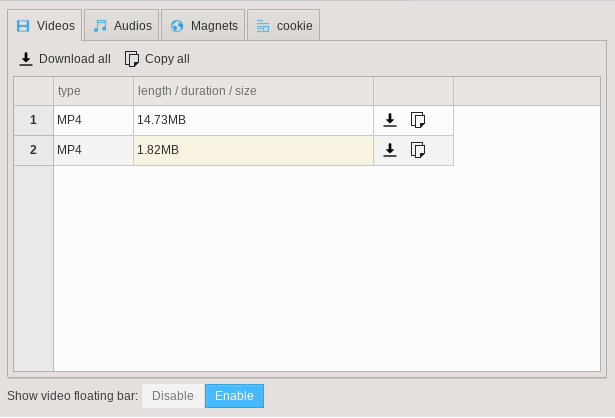 Videos Audios Magnets cookie
Download all Copy all
type length / duration / size
1 MP4 14.73MB
2 MP4 1.82MB
Show video floating bar: Disable Enable